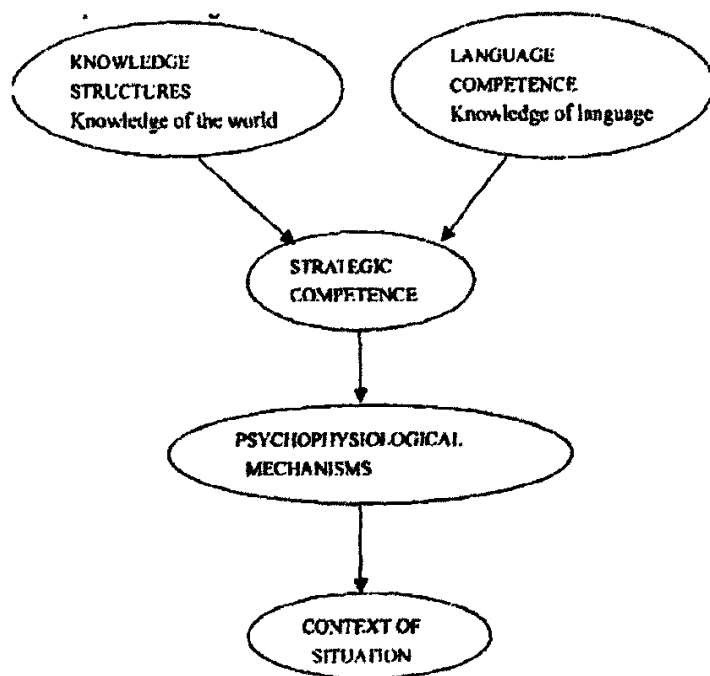 KNOWLEDGE
STRUCTURES
Knowledge of the world
LANGUAGE
COMPETENCE
Knowledge of language
STRATEGIC
COMPETENCE
PSYCHOPHYSIOLOGICAL
MECHANISMS
CONTEXT OF
SITUATION